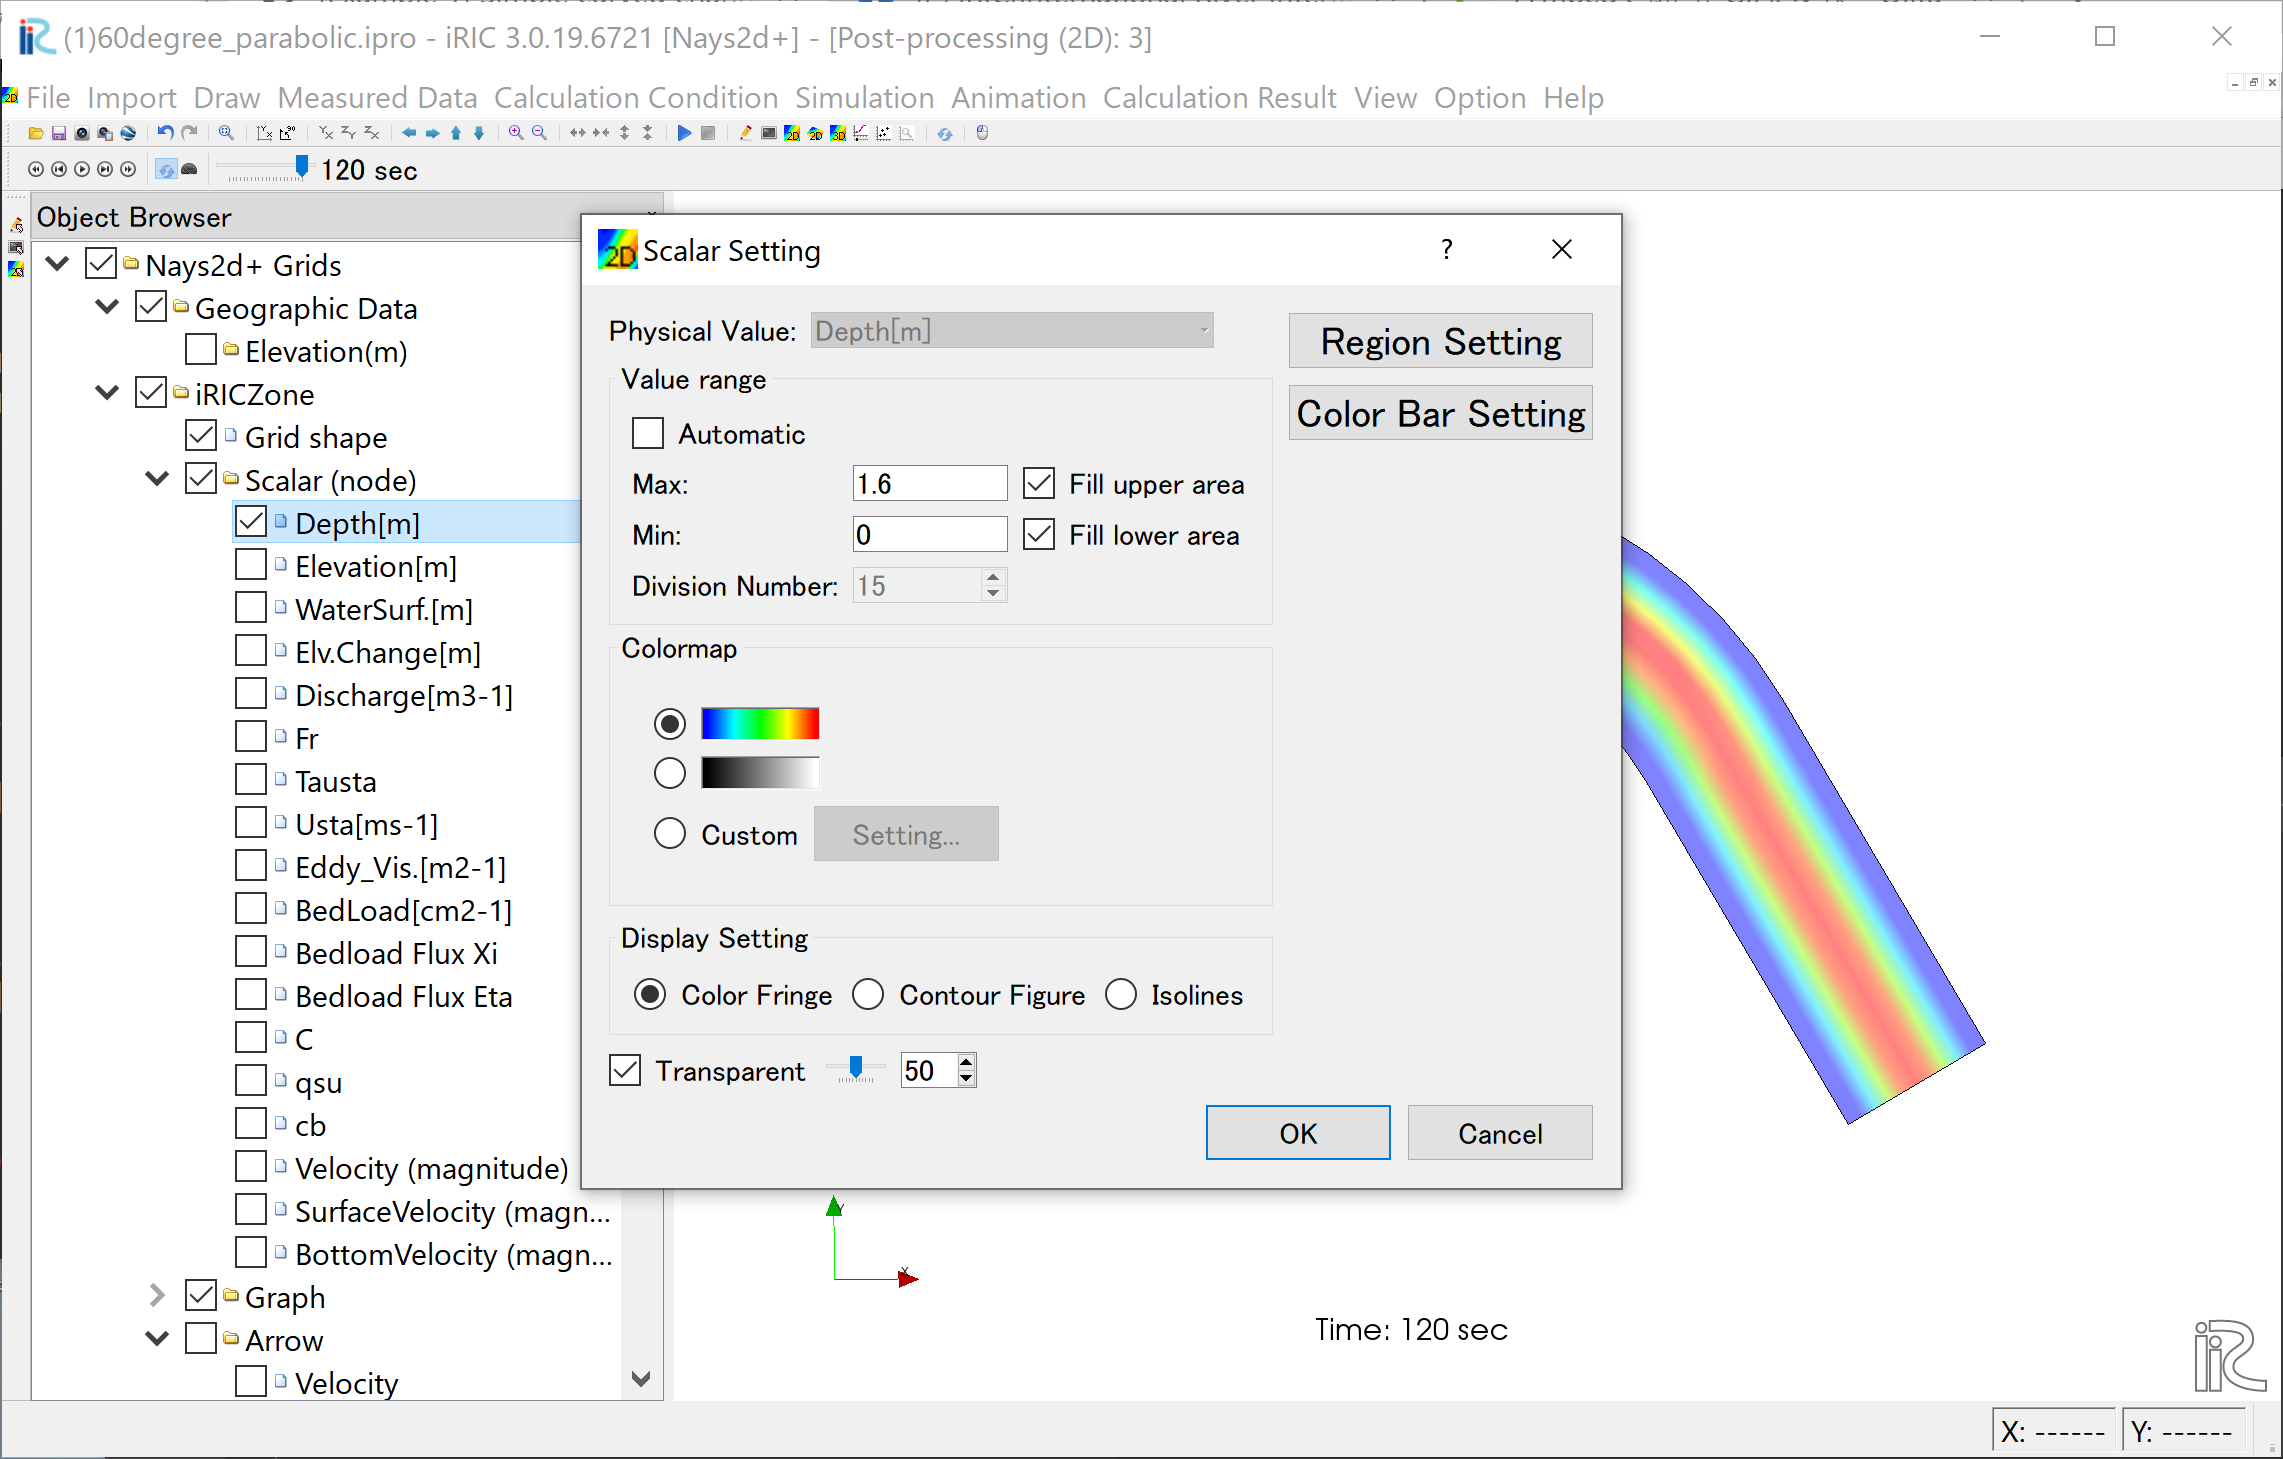 (1)60degree_parabolic.ipro - iRIC 3.0.19.6721 [Nays2d+] - [Post-processing (2D): 3]
File Import Draw Measured Data Calculation Condition Simulation Animation Calculation Result View Option Help
120 sec
Object Browser
Nays2d+ Grids
Geographic Data
Elevation(m)
iRICZone
Grid shape
Scalar (node)
Depth[m]
Elevation[m]
WaterSurf.[m]
Elv.Change[m]
Discharge[m3-1]
Fr
Tausta
Usta[ms-1]
Eddy_Vis.[m2-1]
BedLoad[cm2-1]
Bedload Flux Xi
Bedload Flux Eta
C
qsu
cb
Velocity (magnitude)
SurfaceVelocity (magn...
BottomVelocity (magn...
Graph
Arrow
Velocity
2D Scalar Setting
Physical Value: Depth[m]
Region Setting
Color Bar Setting
Value range
Automatic
Max: 1.6 Fill upper area
Min: 0 Fill lower area
Division Number: 15
Colormap
Custom Setting...
Display Setting
Color Fringe Contour Figure Isolines
Transparent 50
OK Cancel
Y
X
Time: 120 sec
iRIC
X: ------ Y: ------